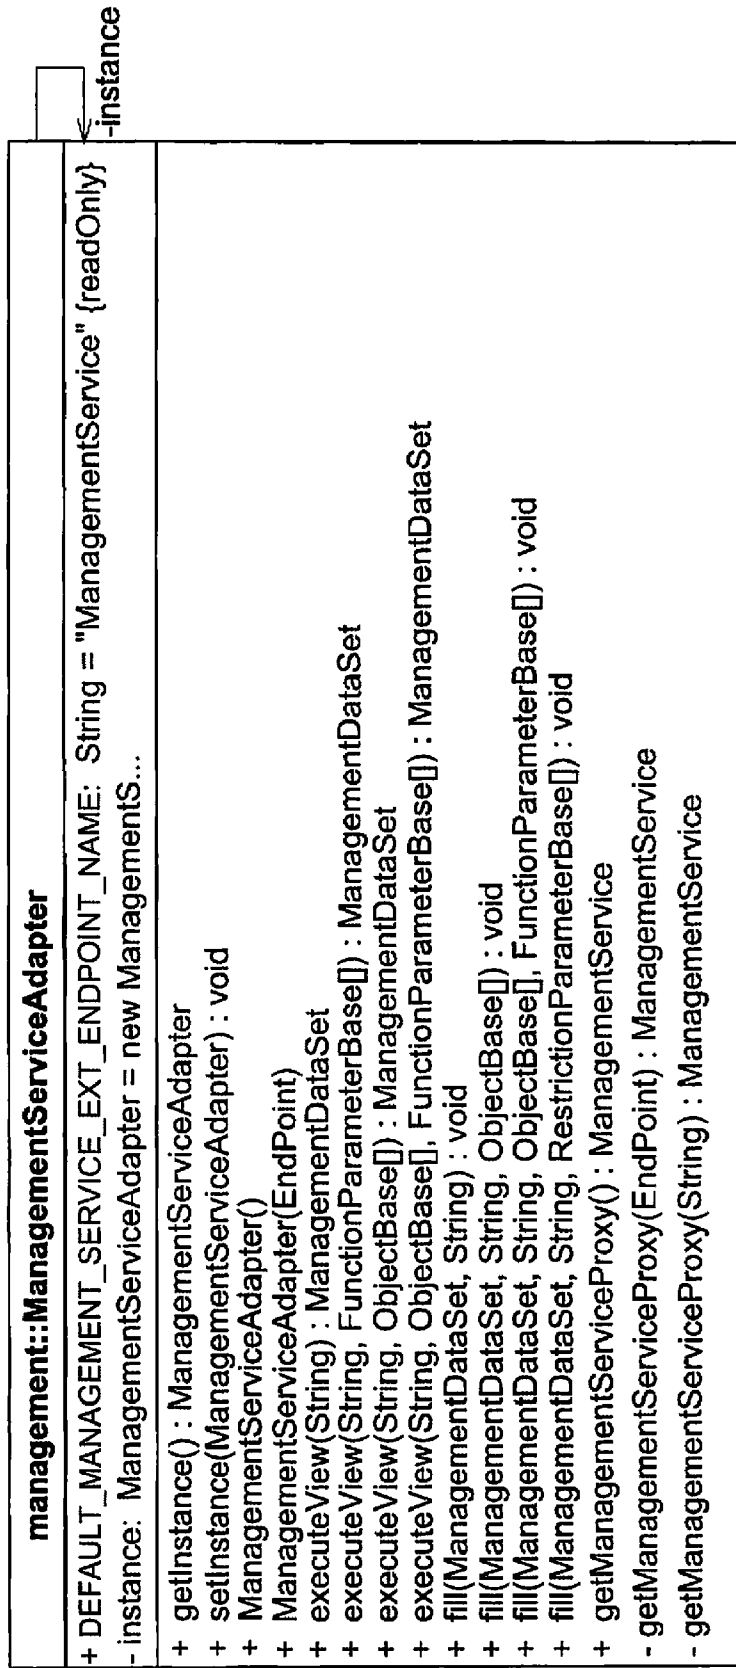 management::ManagementServiceAdapter
+ DEFAULT_MANAGEMENT_SERVICE_EXT_ENDPOINT_NAME: String = "ManagementService" {readOnly}
- instance: ManagementServiceAdapter = new ManagementS...
-instance
+ getInstance() : ManagementServiceAdapter
+ setInstance(ManagementServiceAdapter) : void
+ ManagementServiceAdapter()
+ ManagementServiceAdapter(EndPoint)
+ executeView(String) : ManagementDataSet
+ executeView(String, FunctionParameterBase[]) : ManagementDataSet
+ executeView(String, ObjectBase[]) : ManagementDataSet
+ executeView(String, ObjectBase[], FunctionParameterBase[]) : ManagementDataSet
+ fill(ManagementDataSet, String) : void
+ fill(ManagementDataSet, String, ObjectBase[]) : void
+ fill(ManagementDataSet, String, ObjectBase[], FunctionParameterBase[]) : void
+ fill(ManagementDataSet, String, RestrictionParameterBase[]) : void
+ getManagementServiceProxy() : ManagementService
- getManagementServiceProxy(EndPoint) : ManagementService
- getManagementServiceProxy(String) : ManagementService